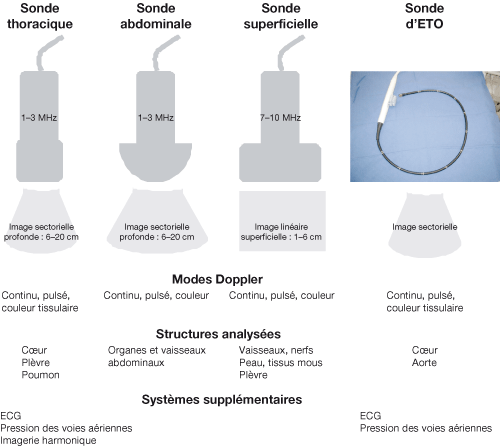 Sonde thoracique
Sonde abdominale
Sonde superficielle
Sonde d'ETO
1–3 MHz
1–3 MHz
7–10 MHz
Image sectorielle
profonde : 6–20 cm
Image sectorielle
profonde : 6–20 cm
Image linéaire
superficielle : 1–6 cm
Image sectorielle
Modes Doppler
Continu, pulsé,
couleur tissulaire
Continu, pulsé, couleur
Continu, pulsé, couleur
Continu, pulsé,
couleur tissulaire
Structures analysées
Cœur
Plèvre
Poumon
Organes et vaisseaux
abdominaux
Vaisseaux, nerfs
Peau, tissus mous
Plèvre
Cœur
Aorte
Systèmes supplémentaires
ECG
Pression des voies aériennes
Imagerie harmonique
ECG
Pression des voies aériennes